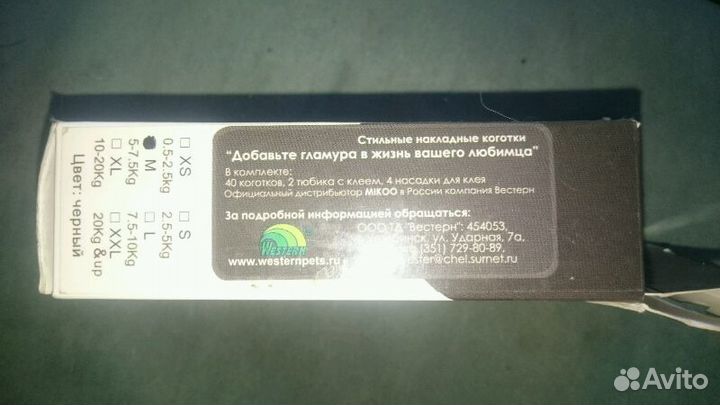 Стильные накладные коготки
"Добавьте гламура в жизнь вашего любимца"
В комплекте:
40 коготков, 2 тюбика с клеем, 4 насадки для клея
Официальный дистрибьютор MIKOO в России компания Вестерн
За подробной информацией обращаться:
ООО ТД "Вестерн": 454053,
ул. Ударная, 7а,
(351) 729-80-89,
WESTERN
www.westernpets.ru
@chel.surnet.ru
XS
S
0.5-2.5kg
2.5-5Kg
M
L
5-7.5Kg
7.5-10Kg
XL
XXL
10-20Kg
20Kg &up
Цвет: черный
Avito